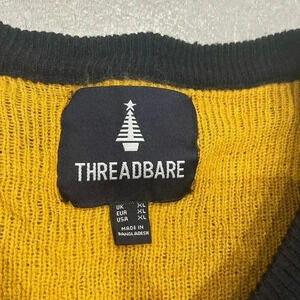 THREADBARE
UK XL
EUR XL
USA XL
MADE IN
BANGLADESH